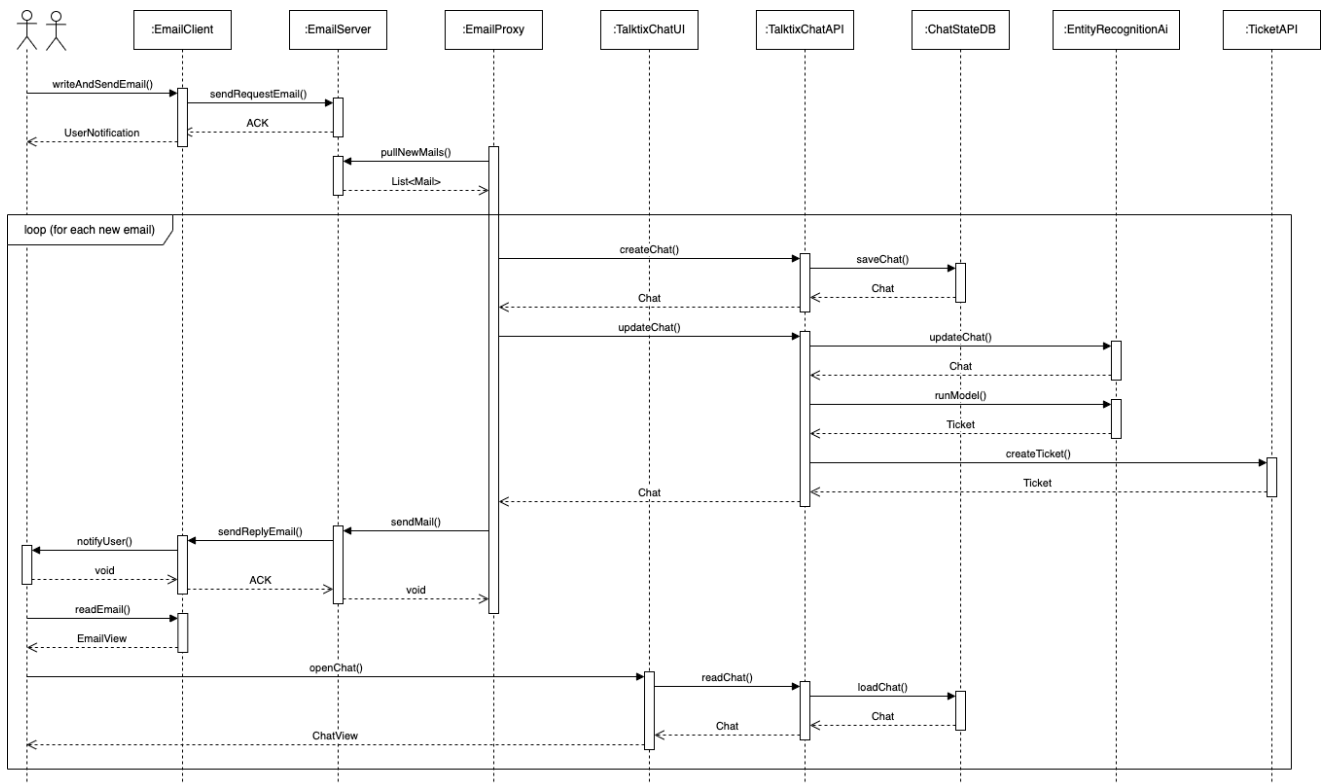 :EmailClient
:EmailServer
:EmailProxy
:TalktixChatUI
:TalktixChatAPI
:ChatStateDB
:EntityRecognitionAi
:TicketAPI
writeAndSendEmail()
sendRequestEmail()
ACK
UserNotification
pullNewMails()
List<Mail>
loop (for each new email)
createChat()
saveChat()
Chat
Chat
updateChat()
updateChat()
Chat
runModel()
Ticket
createTicket()
Ticket
Chat
sendMail()
sendReplyEmail()
notifyUser()
void
ACK
void
readEmail()
EmailView
openChat()
readChat()
loadChat()
Chat
Chat
ChatView